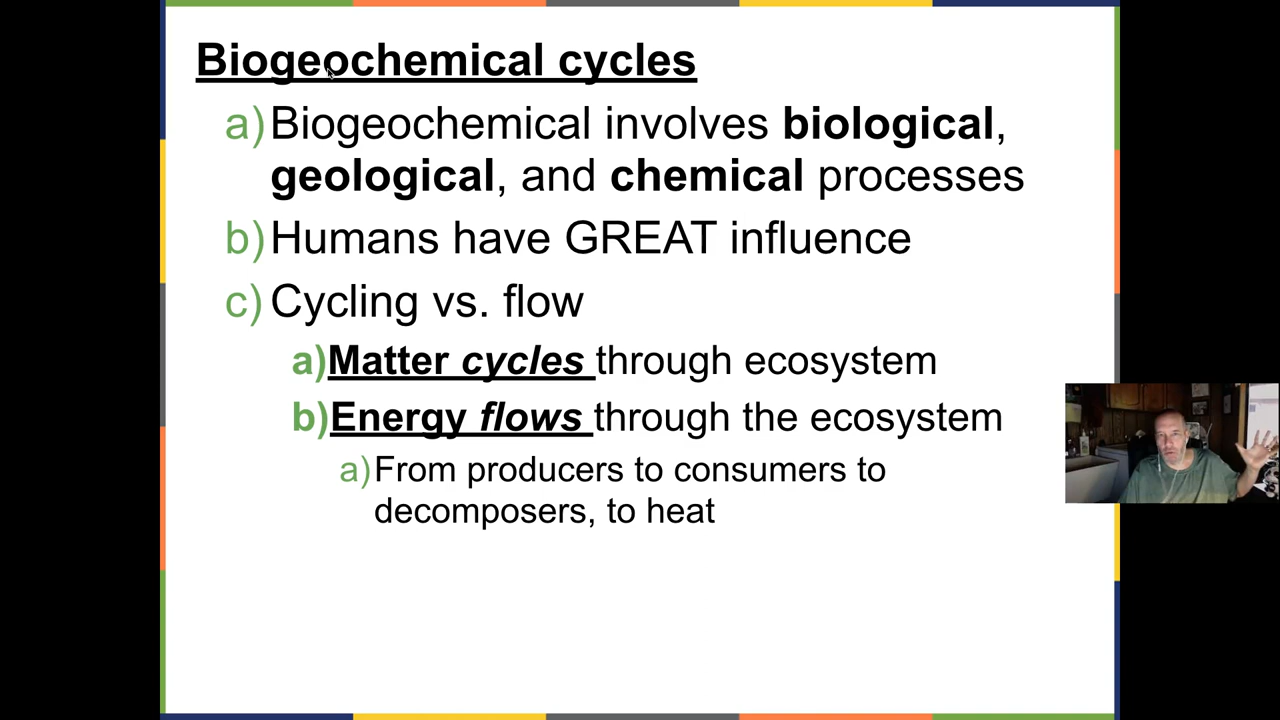 Biogeochemical cycles
a) Biogeochemical involves biological,
geological, and chemical processes
b) Humans have GREAT influence
c) Cycling vs. flow
a) Matter cycles through ecosystem
b) Energy flows through the ecosystem
a) From producers to consumers to
decomposers, to heat